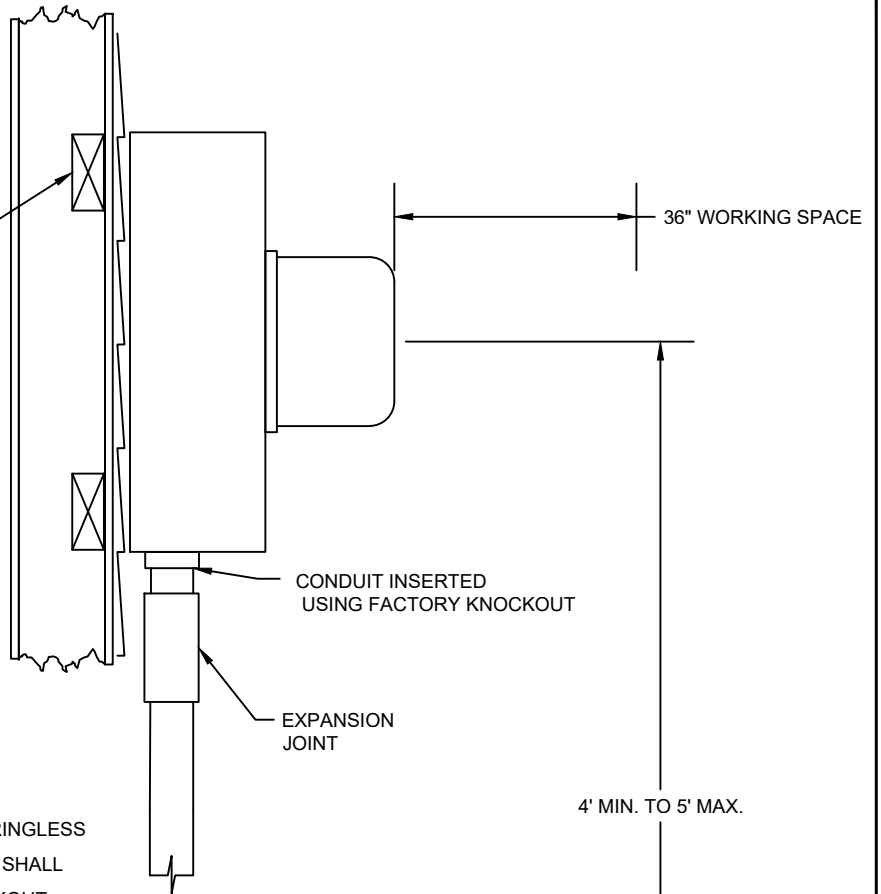 36" WORKING SPACE
CONDUIT INSERTED
USING FACTORY KNOCKOUT
EXPANSION
JOINT
4' MIN. TO 5' MAX.
SHALL